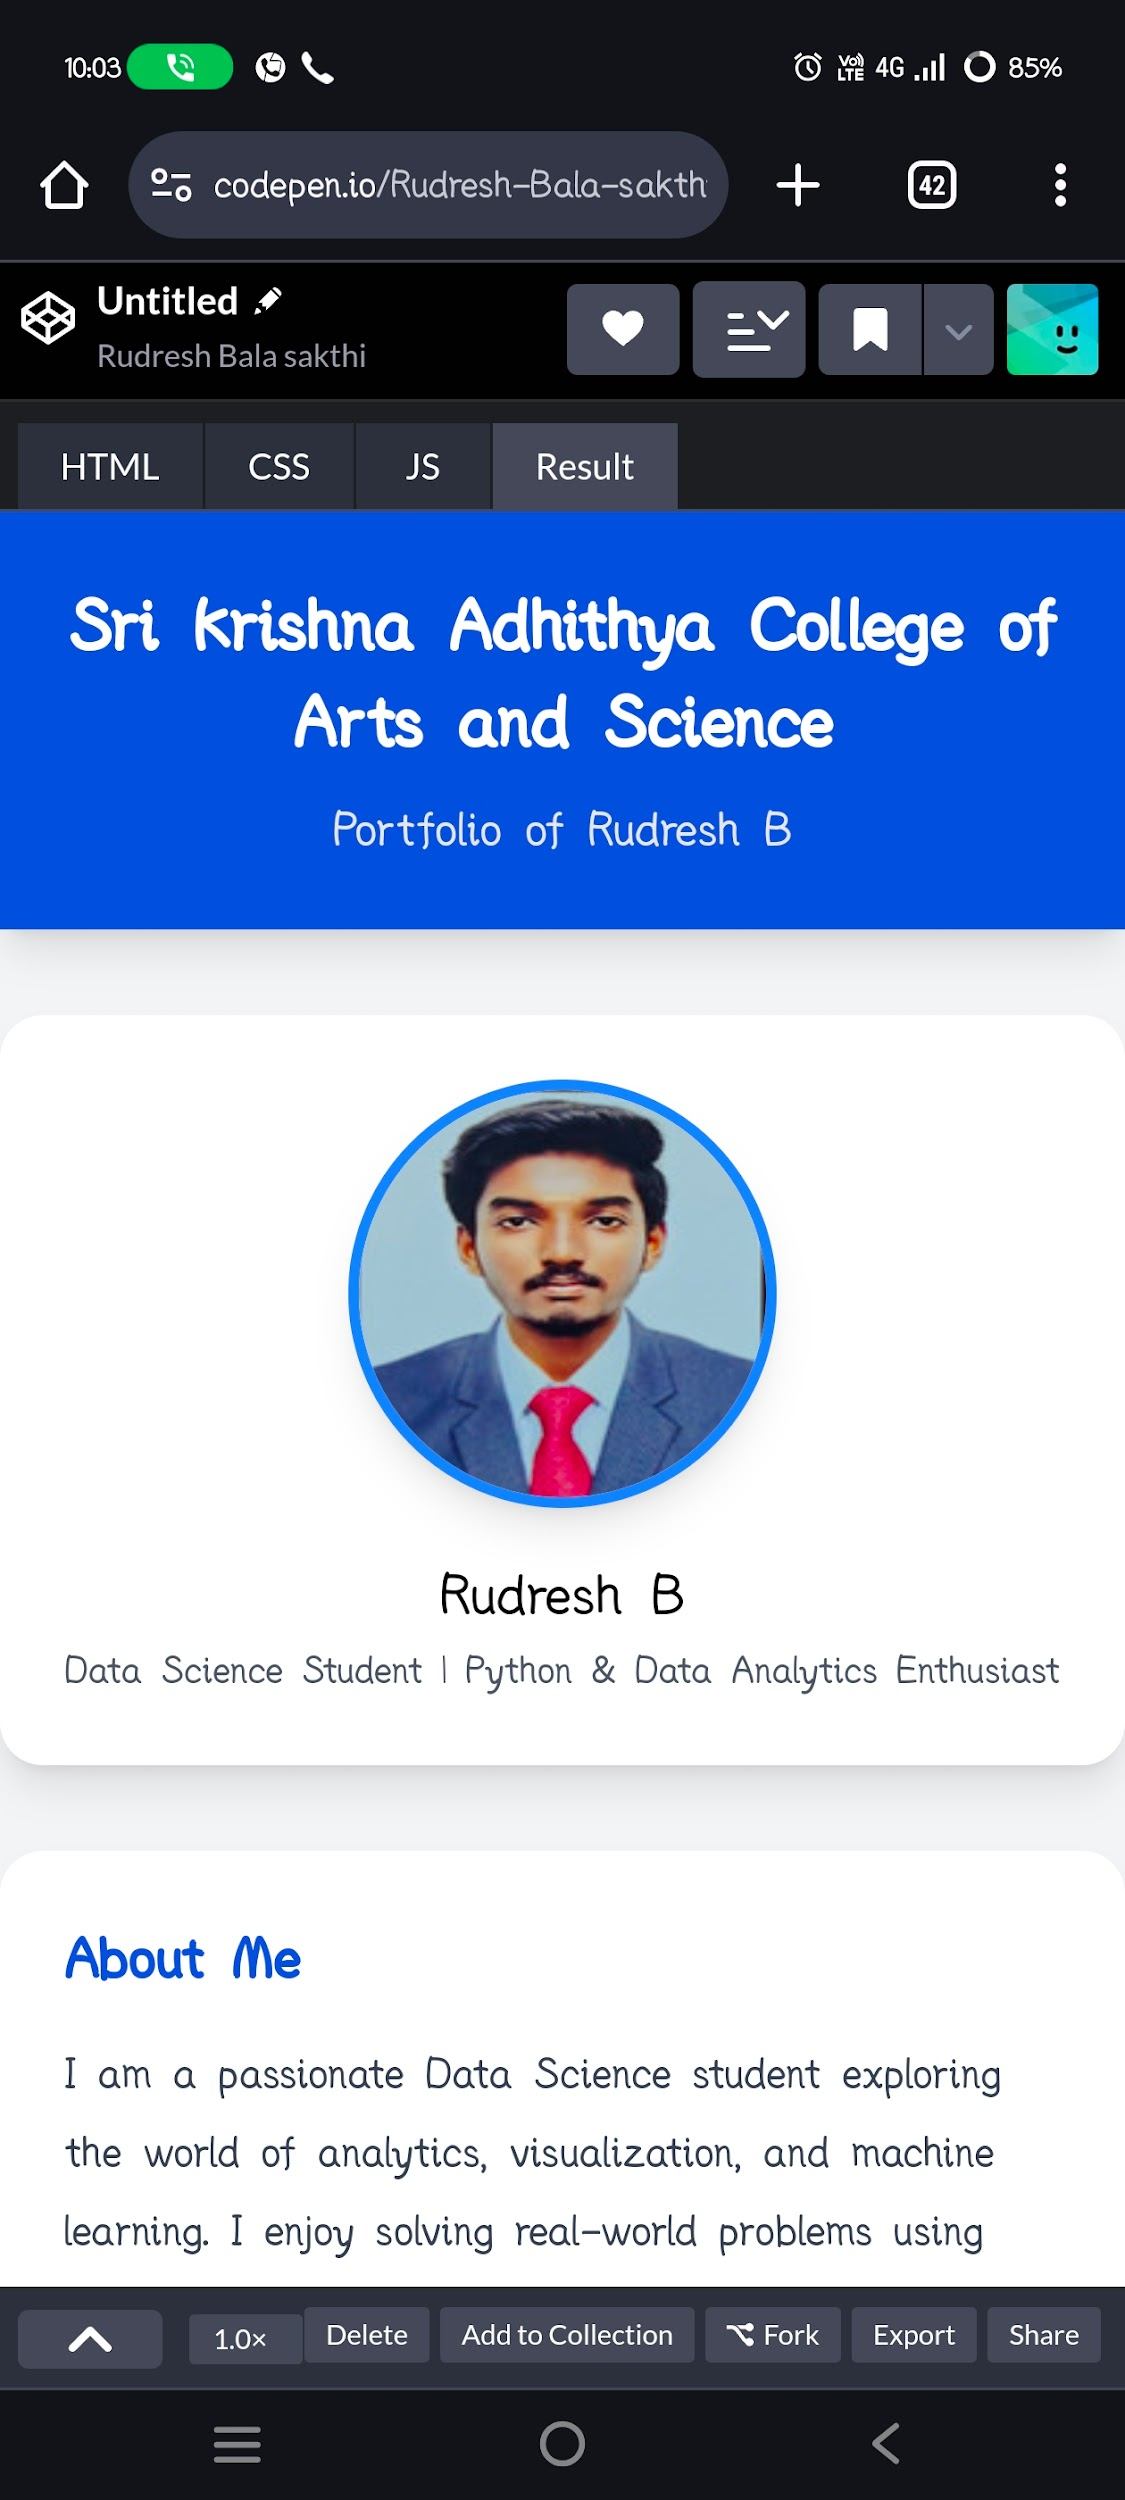 10:03 Vo) LTE 4G 85%
codepen.io/Rudresh-Bala-sakth 42
Untitled
Rudresh Bala sakthi
HTML CSS JS Result
Sri Krishna Adhithya College of
Arts and Science
Portfolio of Rudresh B
Rudresh B
Data Science Student | Python & Data Analytics Enthusiast
About Me
I am a passionate Data Science student exploring
the world of analytics, visualization, and machine
learning. I enjoy solving real-world problems using
1.0× Delete Add to Collection Fork Export Share